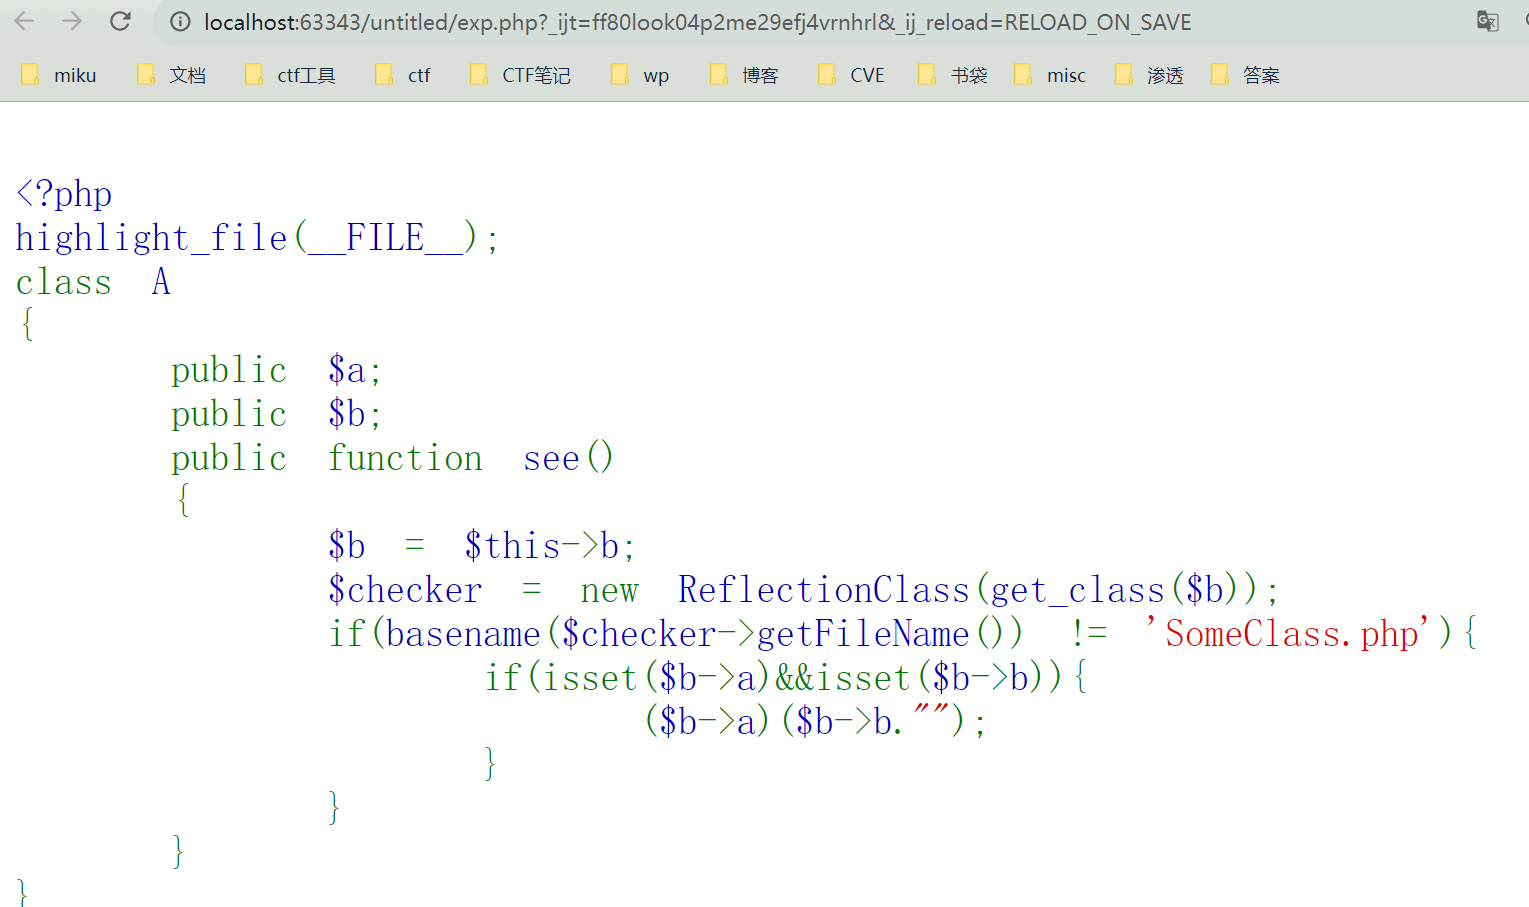 localhost:63343/untitled/exp.php?_ijt=ff80look04p2me29efj4vrnhrl&_ij_reload=RELOAD_ON_SAVE
miku 文档 ctf工具 ctf CTF笔记 wp 博客 CVE 书袋 misc 渗透 答案
<?php
highlight_file(__FILE__);
class A
{
public $a;
public $b;
public function see()
{
$b = $this->b;
$checker = new ReflectionClass(get_class($b));
if(basename($checker->getFileName()) != 'SomeClass.php'){
if(isset($b->a)&&isset($b->b)){
($b->a)($b->b."");
}
}
}
}